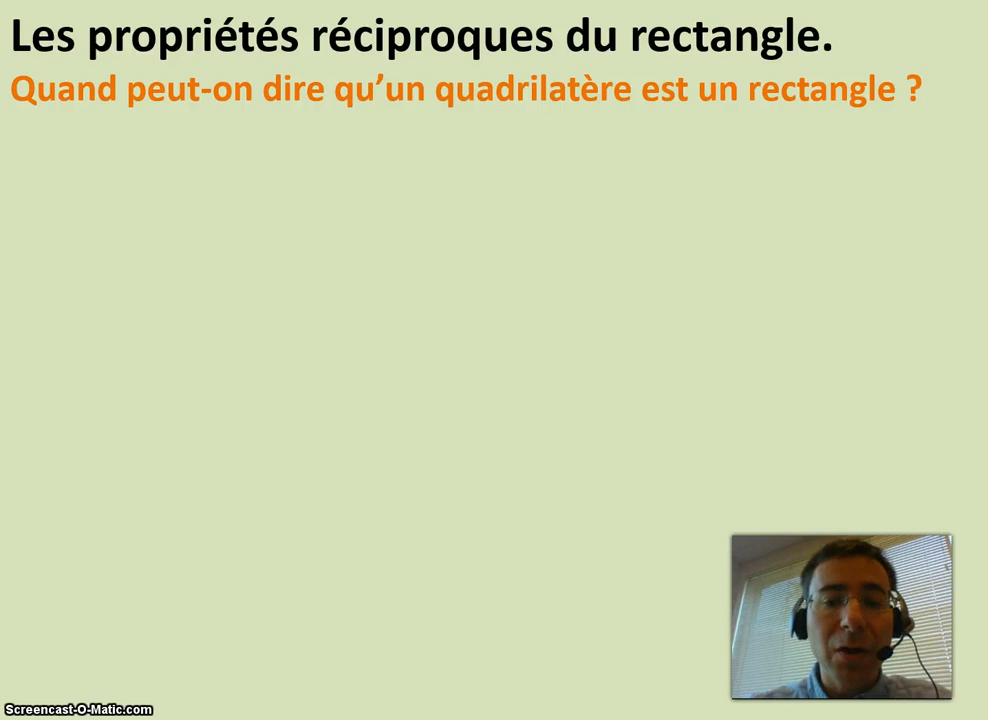 Les propriétés réciproques du rectangle.
Quand peut-on dire qu’un quadrilatère est un rectangle ?
Screencast-O-Matic.com